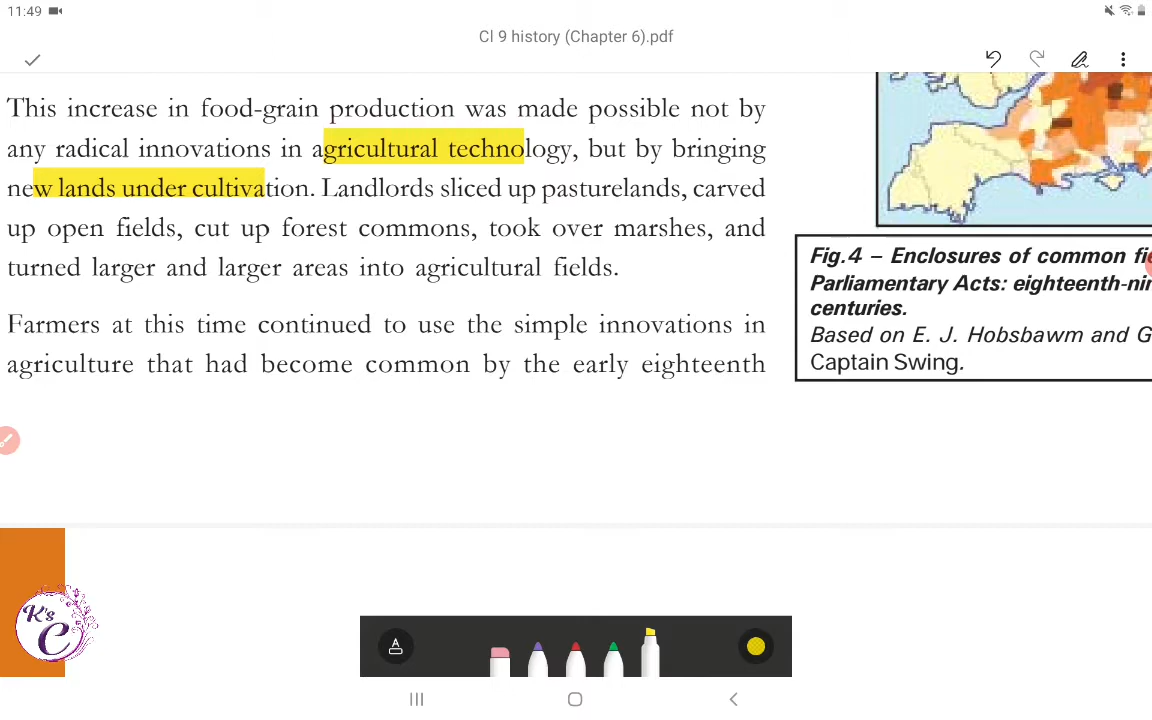 11:49
Cl 9 history (Chapter 6).pdf
This increase in food-grain production was made possible not by
any radical innovations in agricultural technology, but by bringing
new lands under cultivation. Landlords sliced up pasturelands, carved
up open fields, cut up forest commons, took over marshes, and
turned larger and larger areas into agricultural fields.
Farmers at this time continued to use the simple innovations in
agriculture that had become common by the early eighteenth
Fig.4 – Enclosures of common fie
Parliamentary Acts: eighteenth-nin
centuries.
Based on E. J. Hobsbawm and G
Captain Swing.
K's
C
A